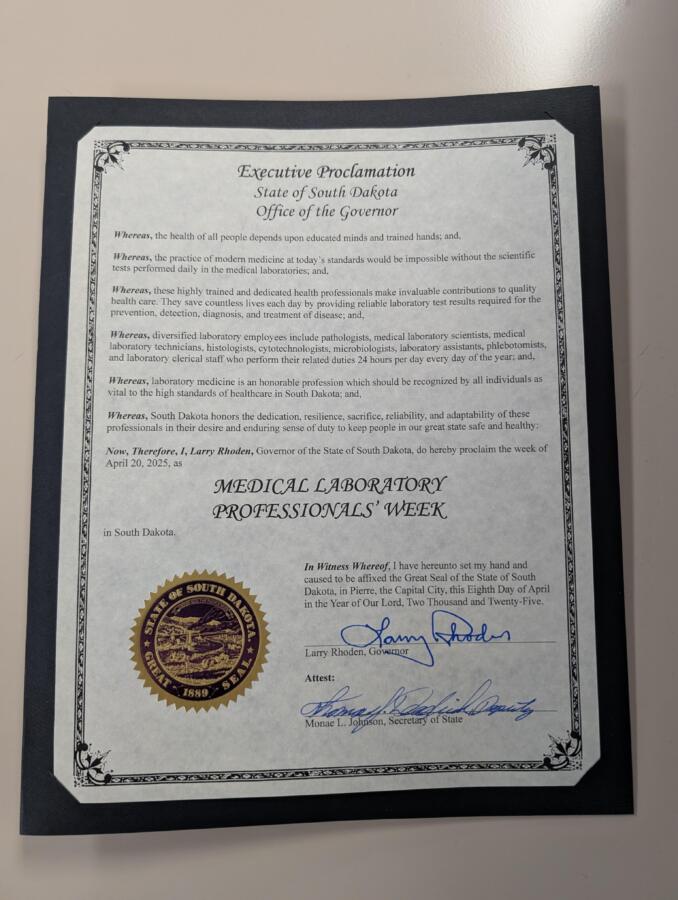 Executive Proclamation
State of South Dakota
Office of the Governor
Whereas, the health of all people depends upon educated minds and trained hands; and,
Whereas, the practice of modern medicine at today's standards would be impossible without the scientific
tests performed daily in the medical laboratories; and,
Whereas, these highly trained and dedicated health professionals make invaluable contributions to quality
health care. They save countless lives each day by providing reliable laboratory test results required for the
prevention, detection, diagnosis, and treatment of disease; and,
Whereas, diversified laboratory employees include pathologists, medical laboratory scientists, medical
laboratory technicians, histologists, cytotechnologists, microbiologists, laboratory assistants, phlebotomists,
and laboratory clerical staff who perform their related duties 24 hours per day every day of the year; and,
Whereas, laboratory medicine is an honorable profession which should be recognized by all individuals as
vital to the high standards of healthcare in South Dakota; and,
Whereas, South Dakota honors the dedication, resilience, sacrifice, reliability, and adaptability of these
professionals in their desire and enduring sense of duty to keep people in our great state safe and healthy:
Now, Therefore, I, Larry Rhoden, Governor of the State of South Dakota, do hereby proclaim the week of
April 20, 2025, as
MEDICAL LABORATORY
PROFESSIONALS' WEEK
in South Dakota.
In Witness Whereof, I have hereunto set my hand and
caused to be affixed the Great Seal of the State of South
Dakota, in Pierre, the Capital City, this Eighth Day of April
in the Year of Our Lord, Two Thousand and Twenty-Five.
Larry Rhoden
Larry Rhoden, Governor
Attest:
Thomas J. Deputy
Monae L. Johnson, Secretary of State
STATE OF SOUTH DAKOTA
GREAT SEAL
1889